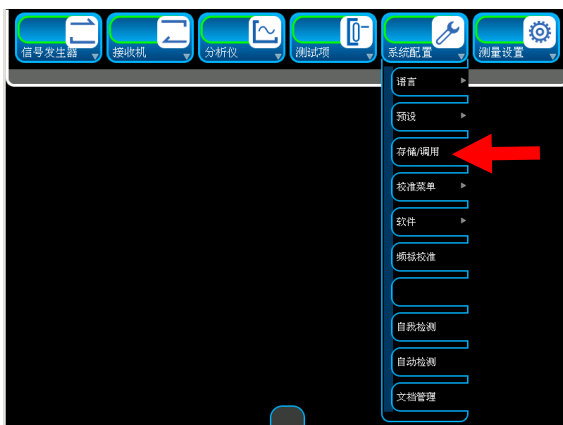 信号发生器
接收机
分析仪
测试项
系统配置
测量设置
语言
预设
存储/调用
校准菜单
软件
频标校准
自我检测
自动检测
文档管理